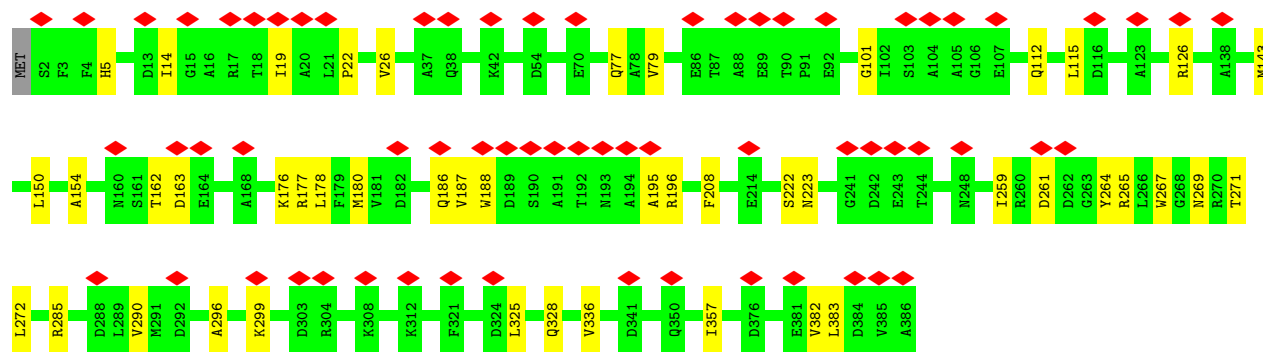 MET S2 F3 F4 H5 D13 I14 G15 A16 R17 T18 I19 A20 L21 P22 V26 A37 Q38 K42 D54 E70 Q77 A78 V79 E86 T87 A88 E89 T90 P91 E92 G101 I102 S103 A104 A105 G106 E107 Q112 L115 D116 A123 R126 A138 M143
L150 A154 N160 S161 T162 D163 E164 A168 K176 R177 L178 F179 M180 V181 D182 Q186 V187 W188 D189 S190 A191 T192 N193 A194 A195 R196 F208 E214 S222 N223 G241 D242 E243 T244 N248 I259 R260 D261 D262 G263 Y264 R265 L266 W267 G268 N269 R270 T271
L272 R285 D288 L289 V290 M291 D292 A296 K299 D303 R304 K308 K312 F321 D324 L325 Q328 V336 D341 Q350 I357 D376 E381 V382 L383 D384 V385 A386